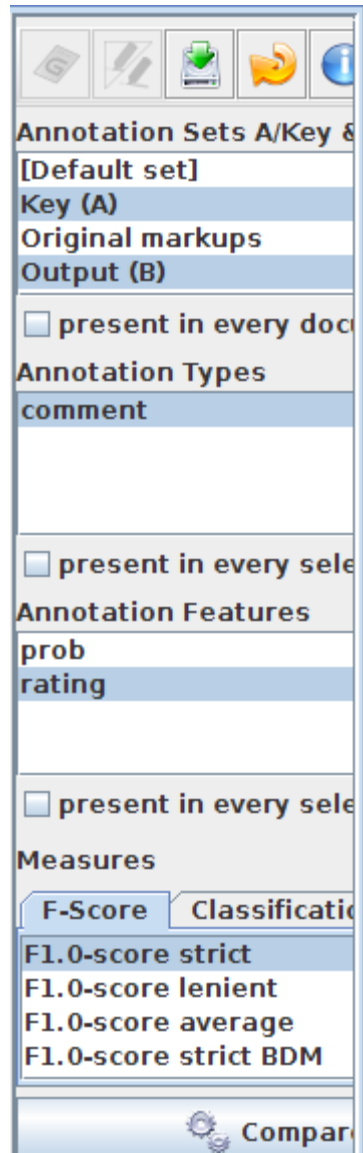 Annotation Sets A/Key &
[Default set]
Key (A)
Original markups
Output (B)
present in every docu
Annotation Types
comment
present in every sele
Annotation Features
prob
rating
present in every sele
Measures
F-Score Classificatio
F1.0-score strict
F1.0-score lenient
F1.0-score average
F1.0-score strict BDM
Compar